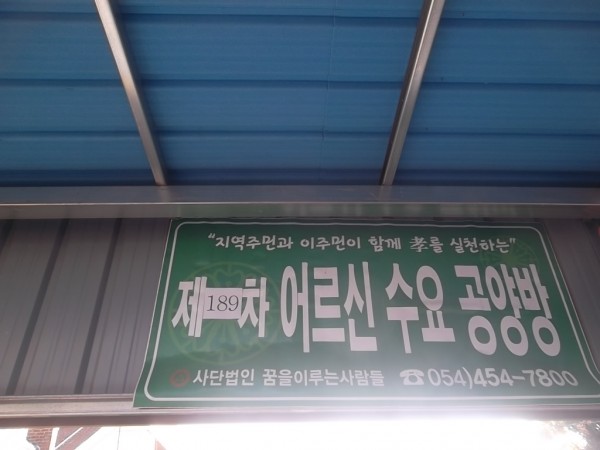 "지역주민과 이주민이 함께 孝를 실천하는"
제189차 어르신 수요 공양방
사단법인 꿈을이루는사람들 ☎054)454-7800